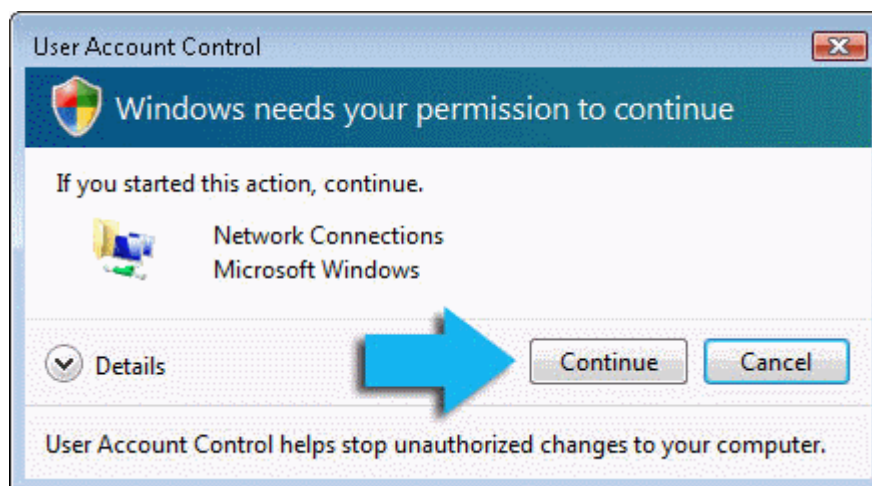 User Account Control
Windows needs your permission to continue
If you started this action, continue.
Network Connections
Microsoft Windows
Details
Continue
Cancel
User Account Control helps stop unauthorized changes to your computer.